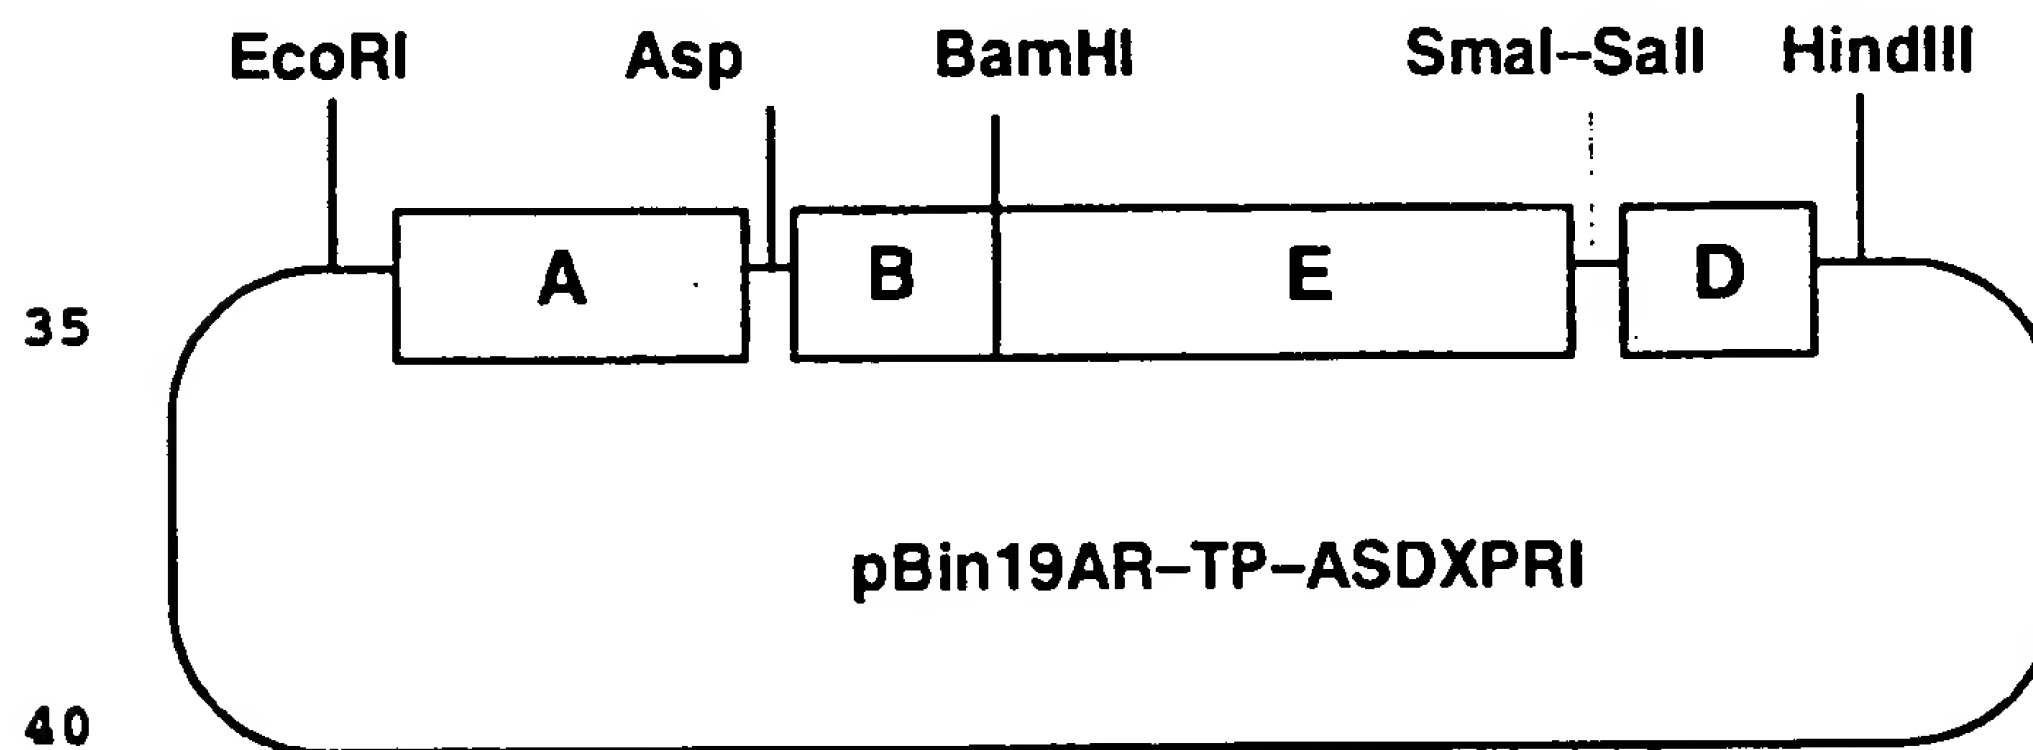 EcoRI Asp BamHI SmaI–SalI HindIII
A B E D
35
pBin19AR–TP–ASDXPRI
40